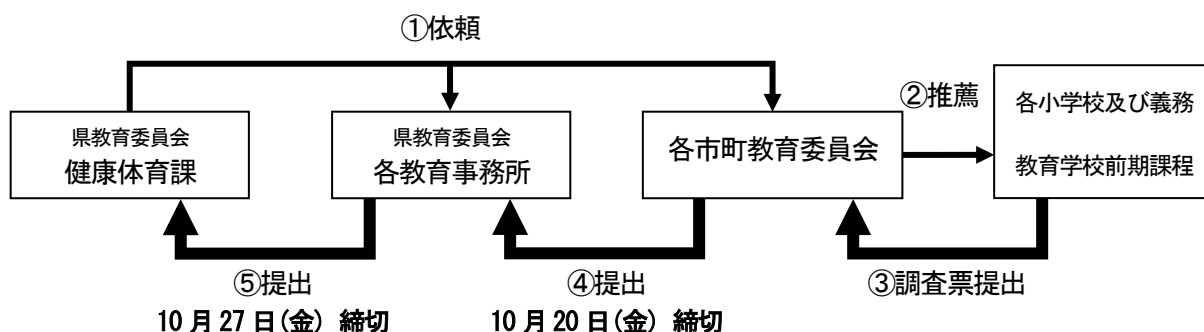 ①依頼
②推薦
県教育委員会
健康体育課
県教育委員会
各教育事務所
各市町教育委員会
各小学校及び義務
教育学校前期課程
⑤提出
10月27日(金) 締切
④提出
10月20日(金) 締切
③調査票提出